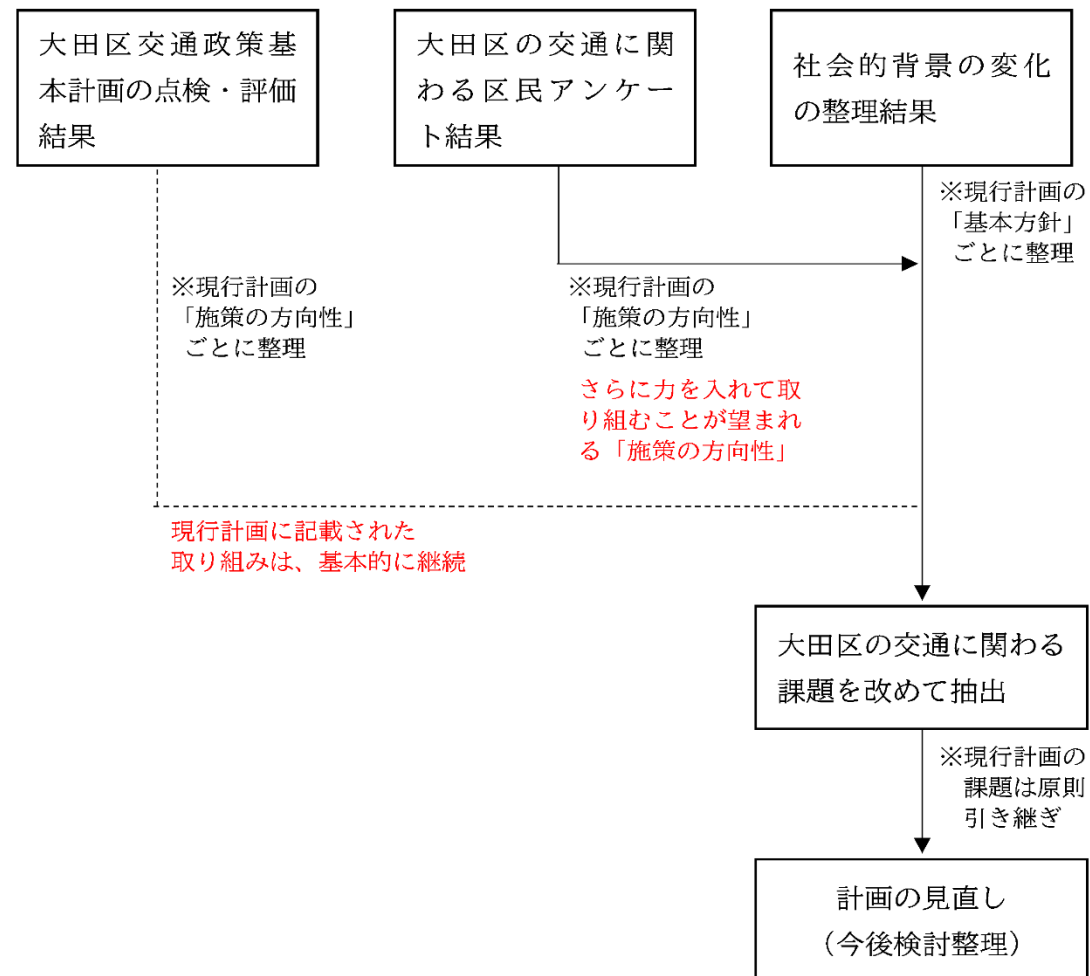 大田区交通政策基
本計画の点検・評価
結果
大田区の交通に関
わる区民アンケー
ト結果
社会的背景の変化
の整理結果
※現行計画の
「基本方針」
ごとに整理
※現行計画の
「施策の方向性」
ごとに整理
※現行計画の
「施策の方向性」
ごとに整理
さらに力を入れて取
り組むことが望まれ
る「施策の方向性」
現行計画に記載された
取り組みは、基本的に継続
大田区の交通に関わる
課題を改めて抽出
※現行計画の
課題は原則
引き継ぎ
計画の見直し
（今後検討整理）